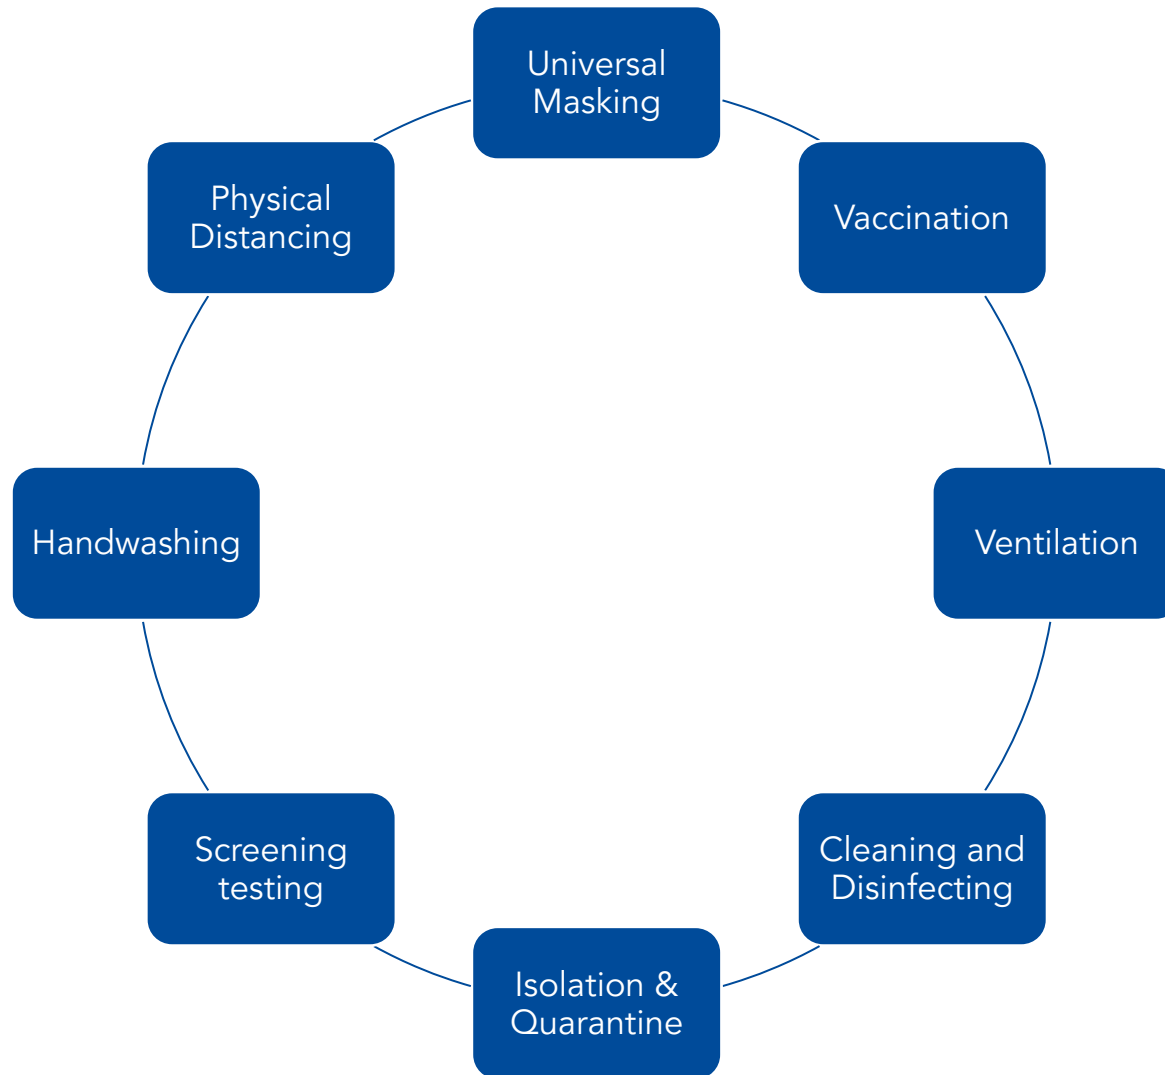 Universal
Masking
Vaccination
Ventilation
Cleaning and
Disinfecting
Isolation &
Quarantine
Screening
testing
Handwashing
Physical
Distancing